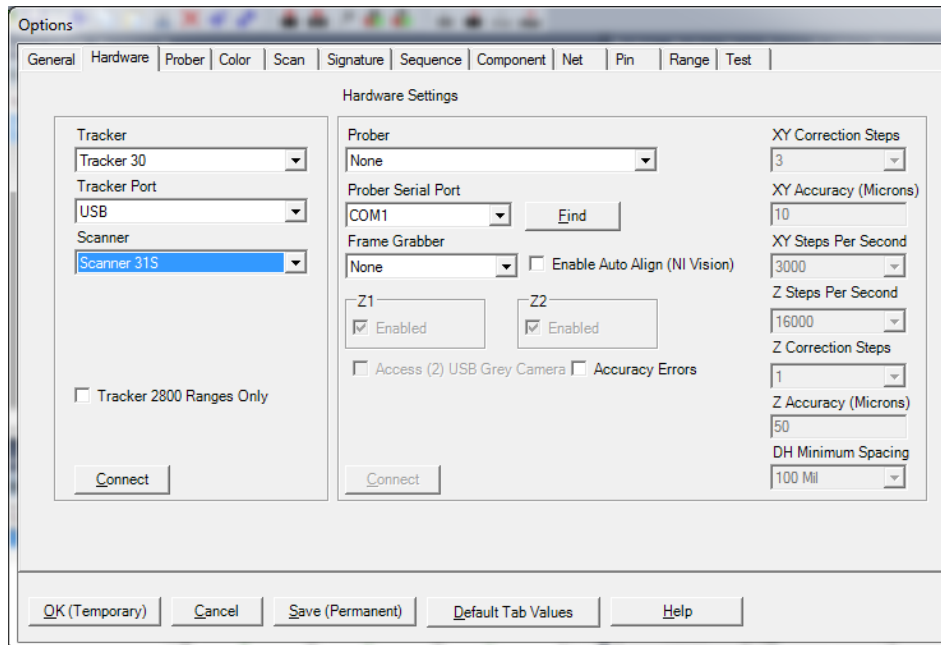 Options
General Hardware Prober Color Scan Signature Sequence Component Net Pin Range Test
Hardware Settings
Tracker
Tracker 30
Tracker Port
USB
Scanner
Scanner 31S
Tracker 2800 Ranges Only
Connect
Prober
None
Prober Serial Port
COM1 Find
Frame Grabber
None Enable Auto Align (NI Vision)
Z1 Z2
Enabled Enabled
Access (2) USB Grey Camera Accuracy Errors
Connect
XY Correction Steps
3
XY Accuracy (Microns)
10
XY Steps Per Second
3000
Z Steps Per Second
16000
Z Correction Steps
1
Z Accuracy (Microns)
50
DH Minimum Spacing
100 Mil
OK (Temporary) Cancel Save (Permanent) Default Tab Values Help